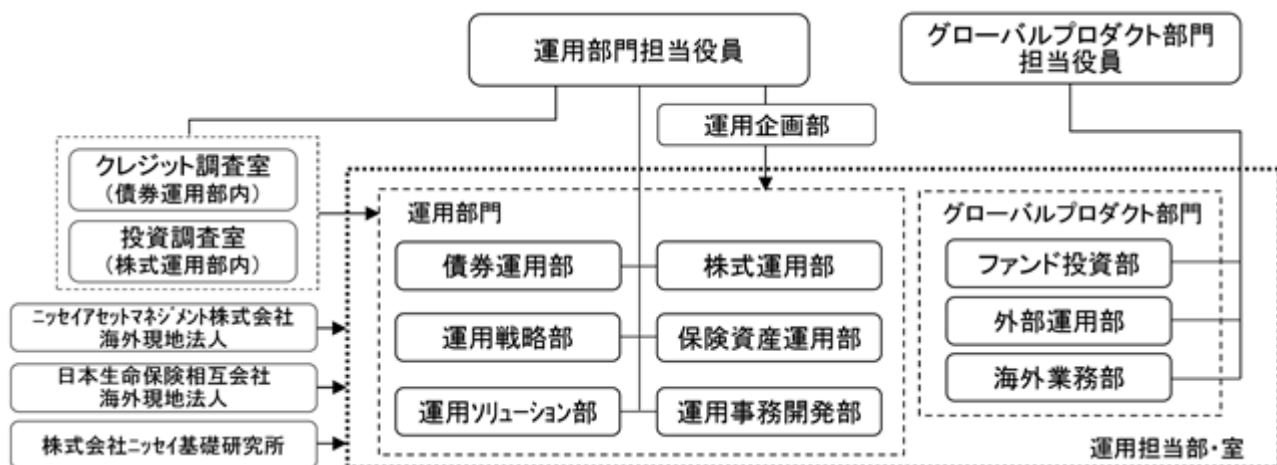 運用部門担当役員
グローバルプロダクト部門
担当役員
運用企画部
クレジット調査室
(債券運用部内)
投資調査室
(株式運用部内)
ニッセイアセットマネジメント株式会社
海外現地法人
日本生命保険相互会社
海外現地法人
株式会社ニッセイ基礎研究所
運用部門
債券運用部
株式運用部
運用戦略部
保険資産運用部
運用ソリューション部
運用事務開発部
グローバルプロダクト部門
ファンド投資部
外部運用部
海外業務部
運用担当部・室